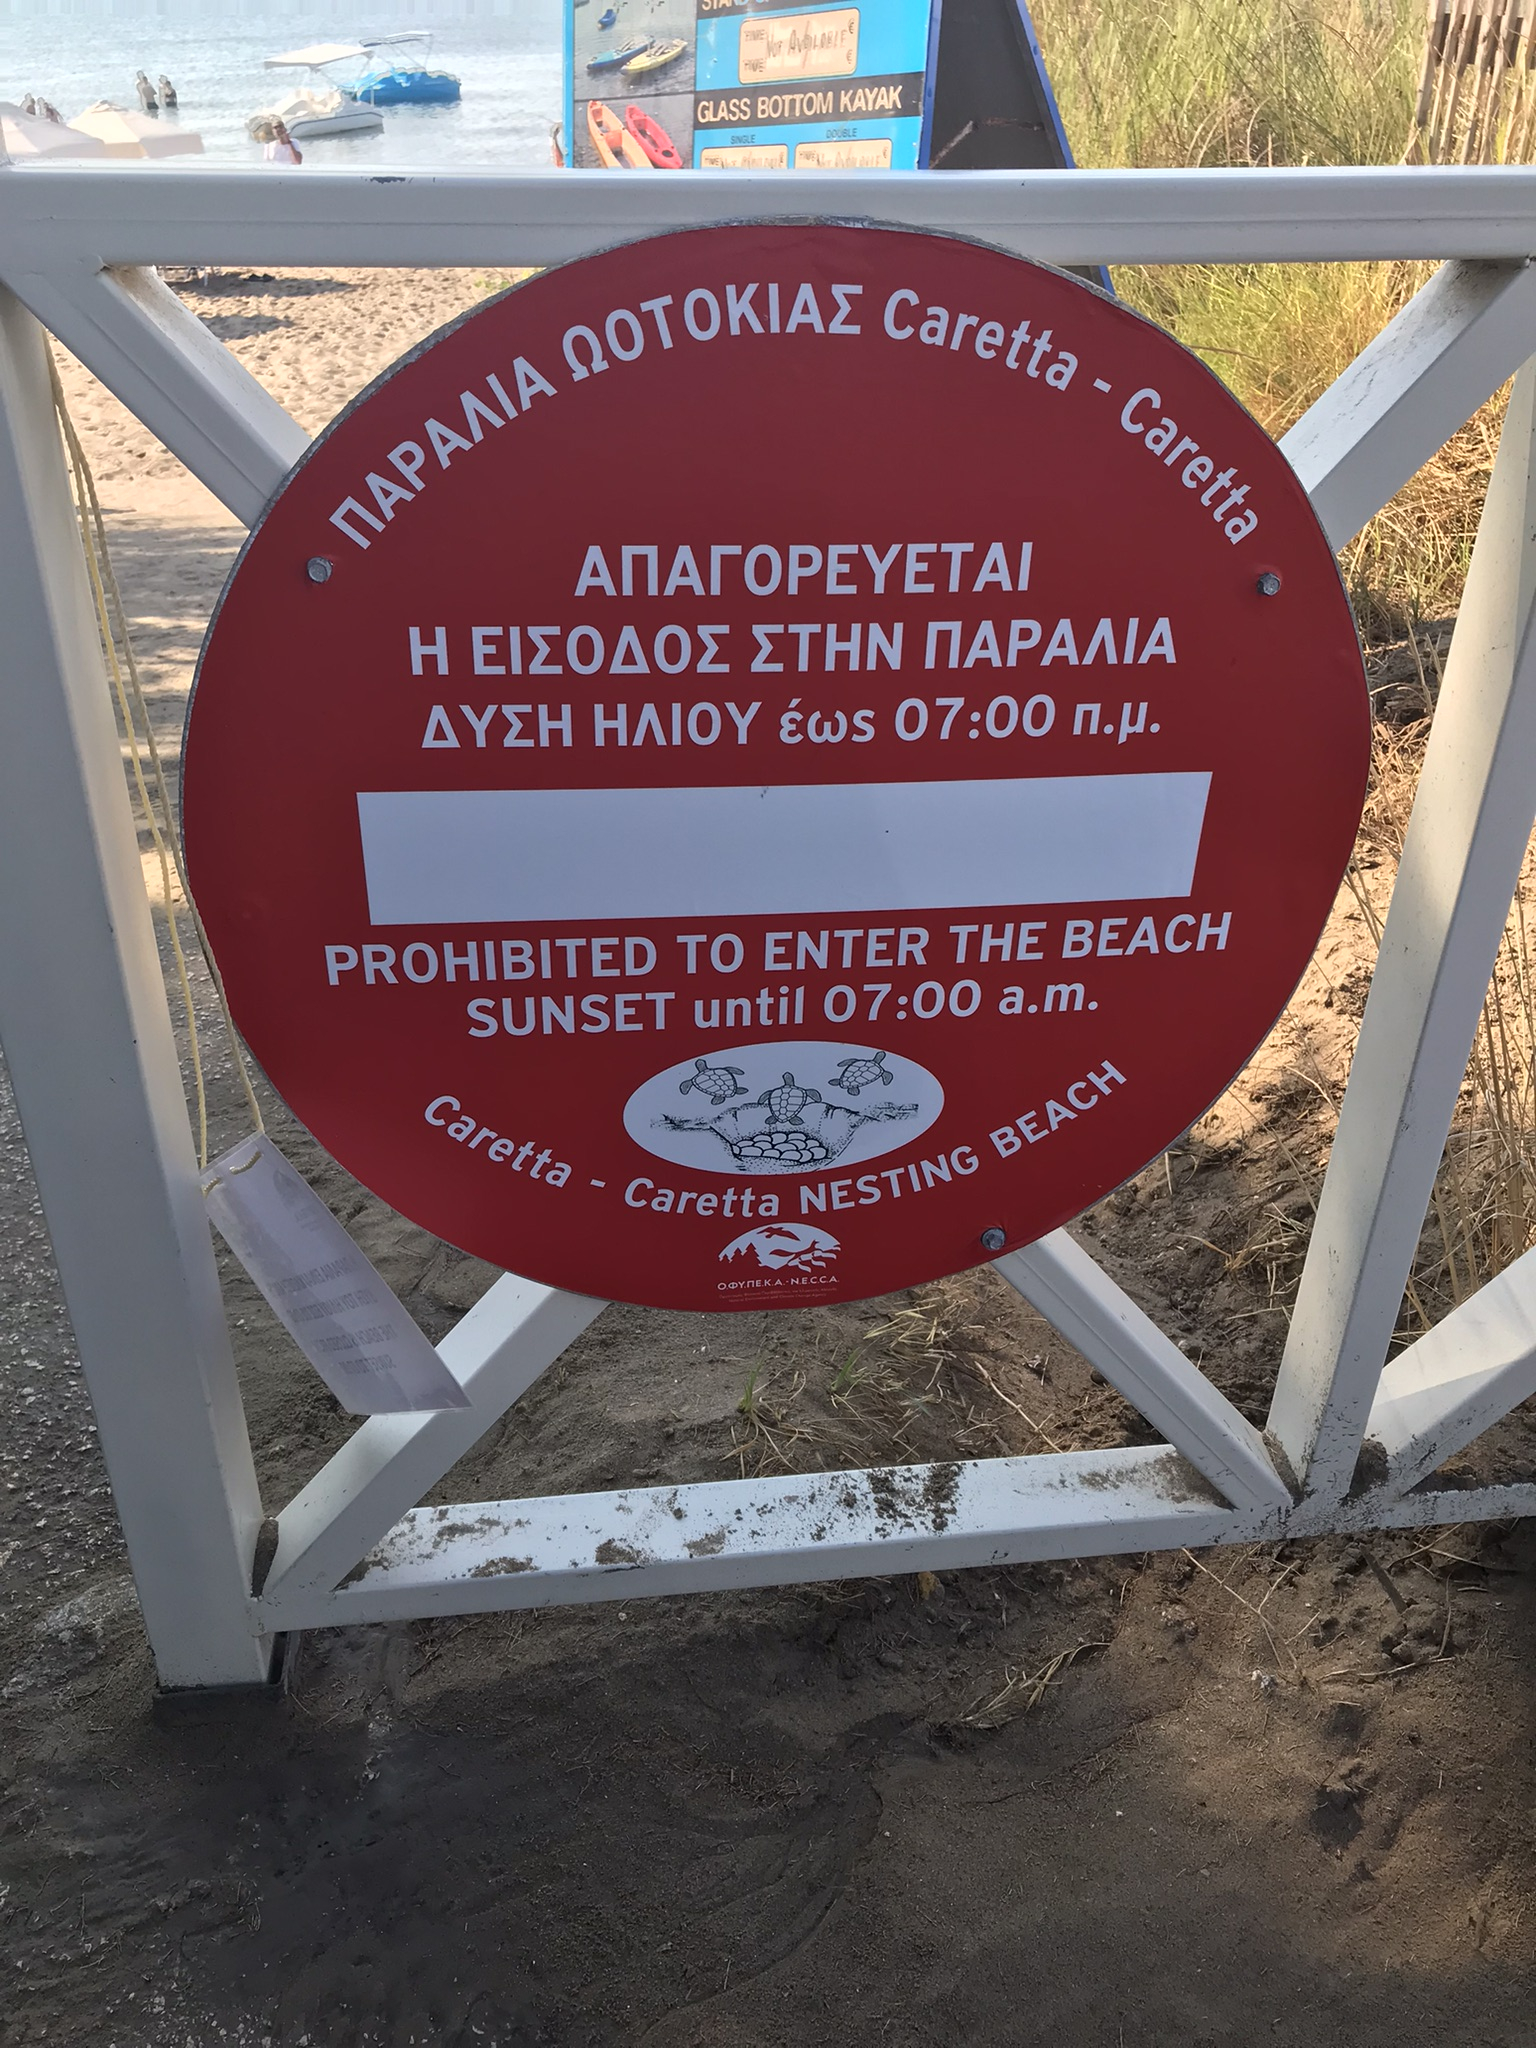 GLASS BOTTOM KAYAK
SINGLE DOUBLE
ΠΑΡΑΛΙΑ ΩΟΤΟΚΙΑΣ Caretta - Caretta
ΑΠΑΓΟΡΕΥΕΤΑΙ
Η ΕΙΣΟΔΟΣ ΣΤΗΝ ΠΑΡΑΛΙΑ
ΔΥΣΗ ΗΛΙΟΥ έως 07:00 π.μ.
PROHIBITED TO ENTER THE BEACH
SUNSET until 07:00 a.m.
Caretta - Caretta NESTING BEACH
Ο.ΦΥ.ΠΕ.Κ.Α. - N.E.C.C.A.